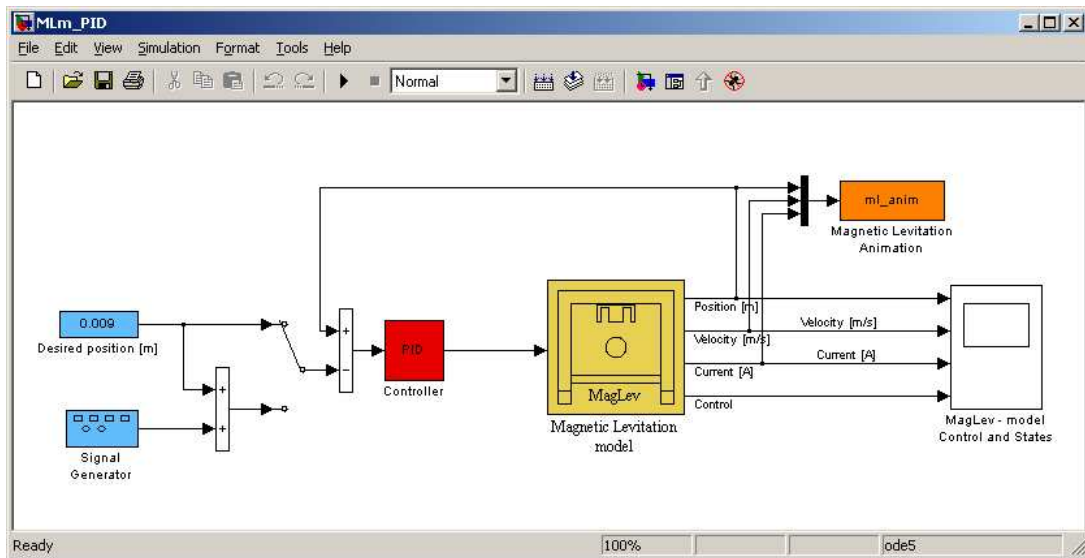 MLm_PID
File Edit View Simulation Format Tools Help
Normal
ml_anim
Magnetic Levitation
Animation
0.009
Desired position [m]
+
-
PID
Controller
+
+
Signal
Generator
MagLev
Magnetic Levitation
model
Position [m]
Velocity [m/s]
Velocity [m/s]
Current [A]
Current [A]
Control
MagLev - model
Control and States
Ready 100% ode5